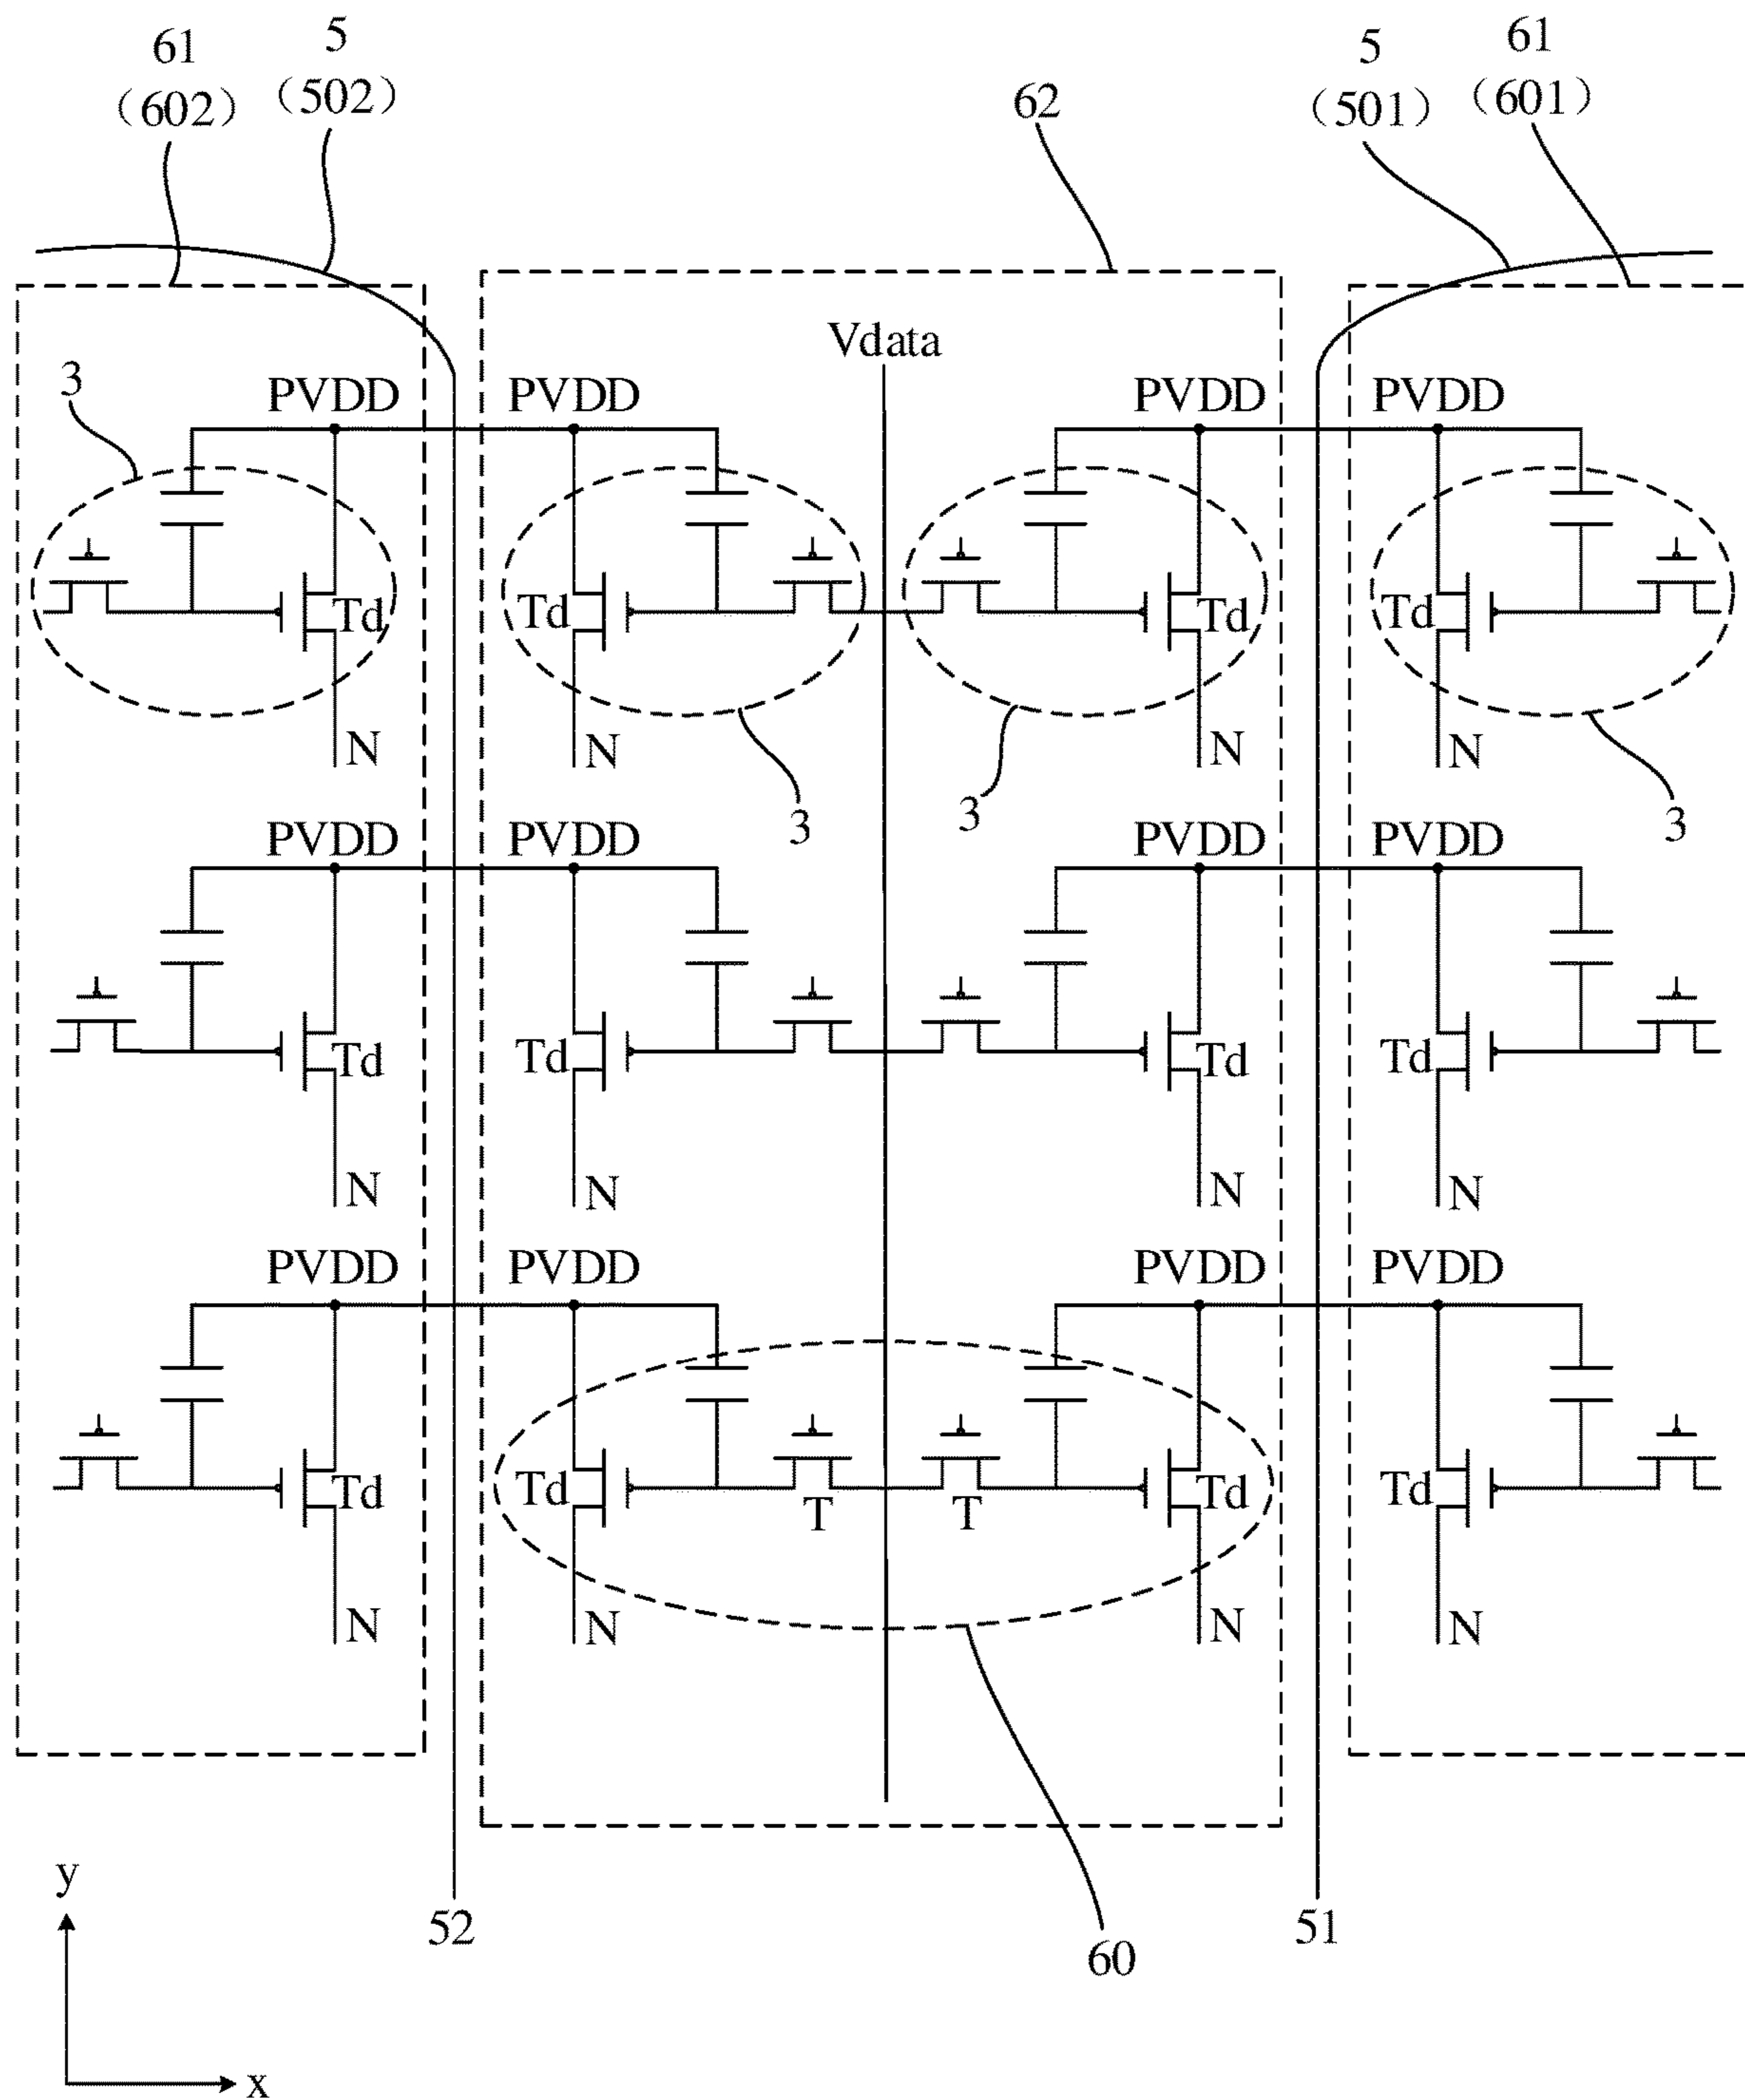 61 5 5 61
（602） （502） 62 （501） （601）
Vdata
3 PVDD PVDD PVDD PVDD
Td Td Td Td
N N N N
3 3 3
PVDD PVDD PVDD PVDD
Td Td Td Td
N N N N
PVDD PVDD PVDD PVDD
Td Td Td Td
T T
N N N N
y
52 51
60
x